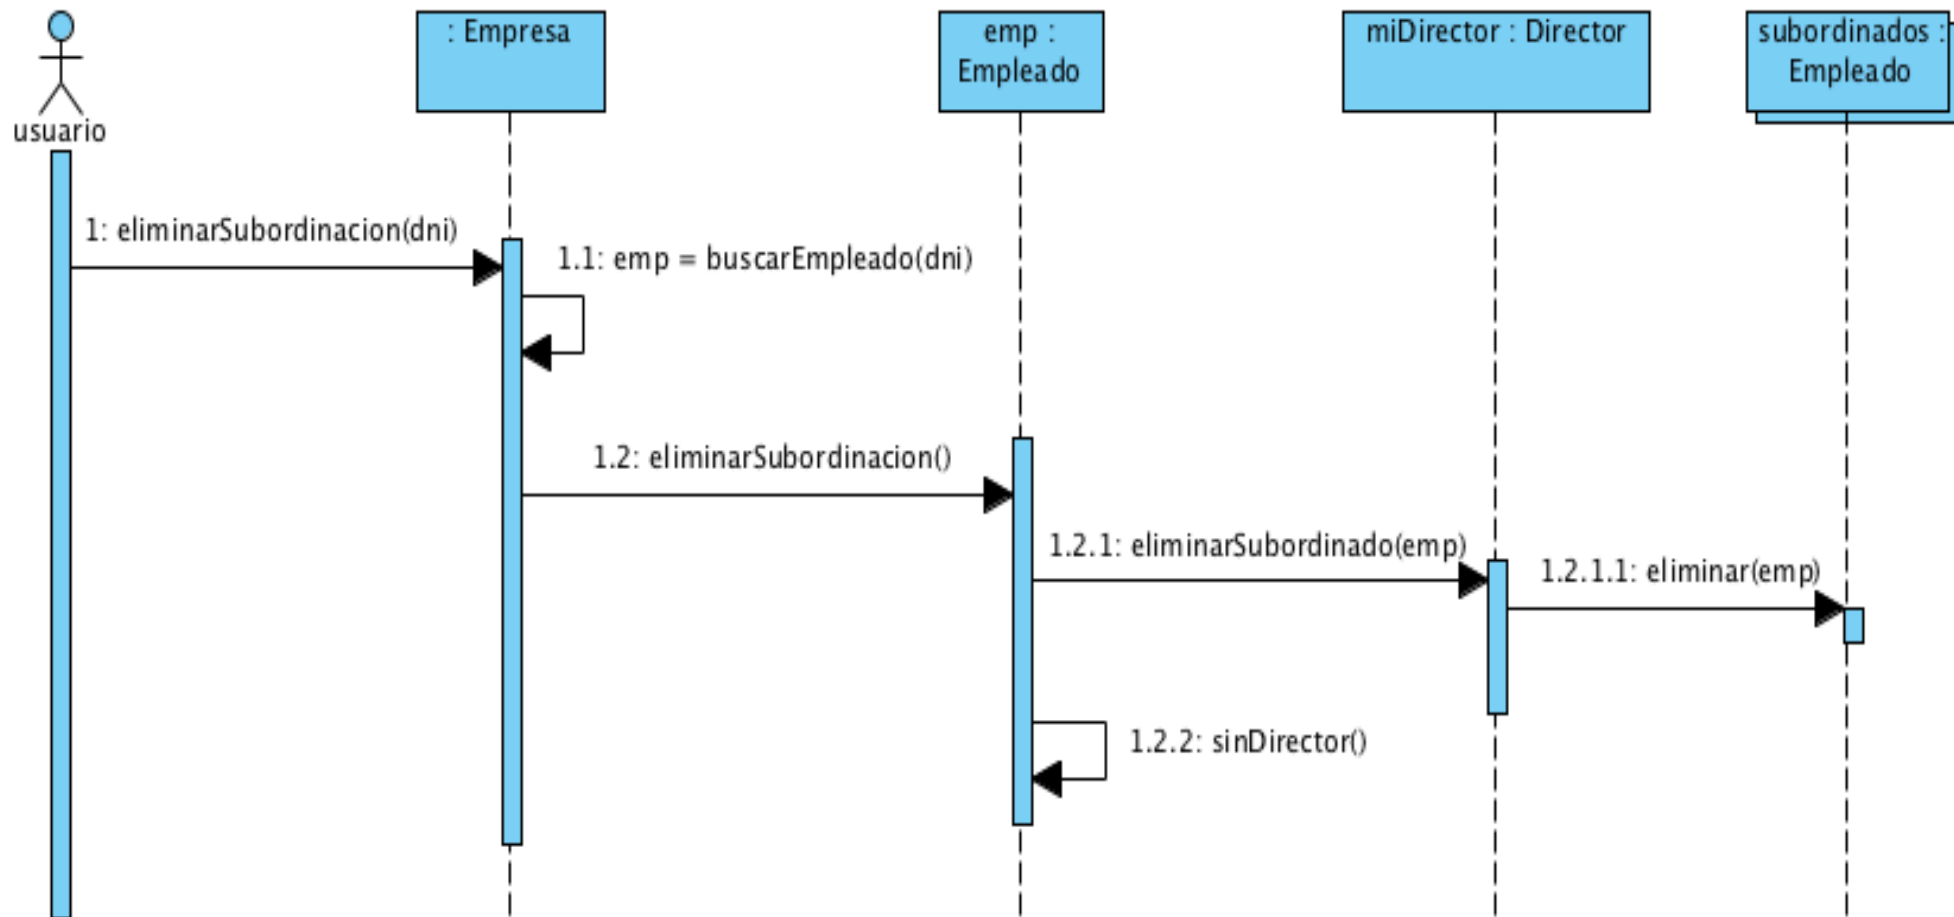 : Empresa
emp :
Empleado
miDirector : Director
subordinados :
Empleado
usuario
1: eliminarSubordinacion(dni)
1.1: emp = buscarEmpleado(dni)
1.2: eliminarSubordinacion()
1.2.1: eliminarSubordinado(emp)
1.2.1.1: eliminar(emp)
1.2.2: sinDirector()